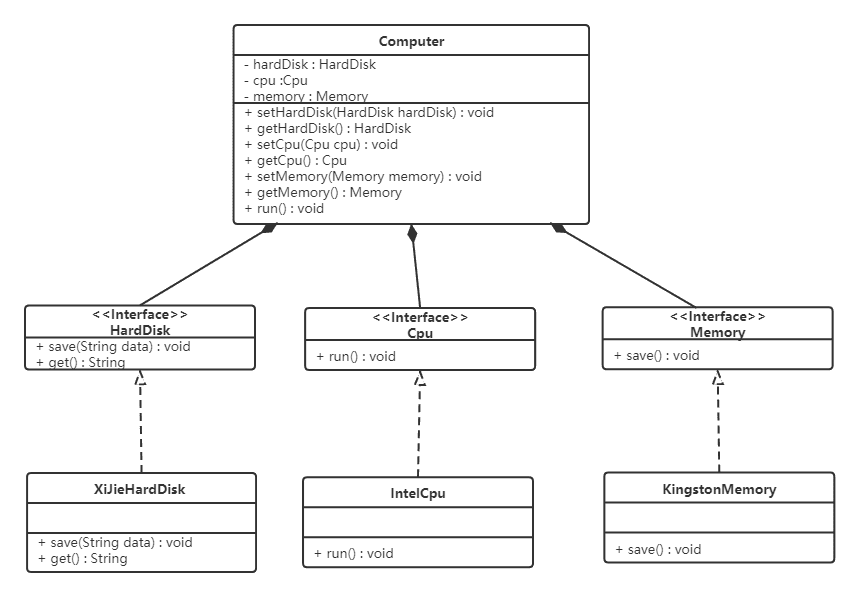 Computer
- hardDisk : HardDisk
- cpu :Cpu
- memory : Memory
+ setHardDisk(HardDisk hardDisk) : void
+ getHardDisk() : HardDisk
+ setCpu(Cpu cpu) : void
+ getCpu() : Cpu
+ setMemory(Memory memory) : void
+ getMemory() : Memory
+ run() : void
<<Interface>>
HardDisk
+ save(String data) : void
+ get() : String
<<Interface>>
Cpu
+ run() : void
<<Interface>>
Memory
+ save() : void
XiJieHardDisk
+ save(String data) : void
+ get() : String
IntelCpu
+ run() : void
KingstonMemory
+ save() : void